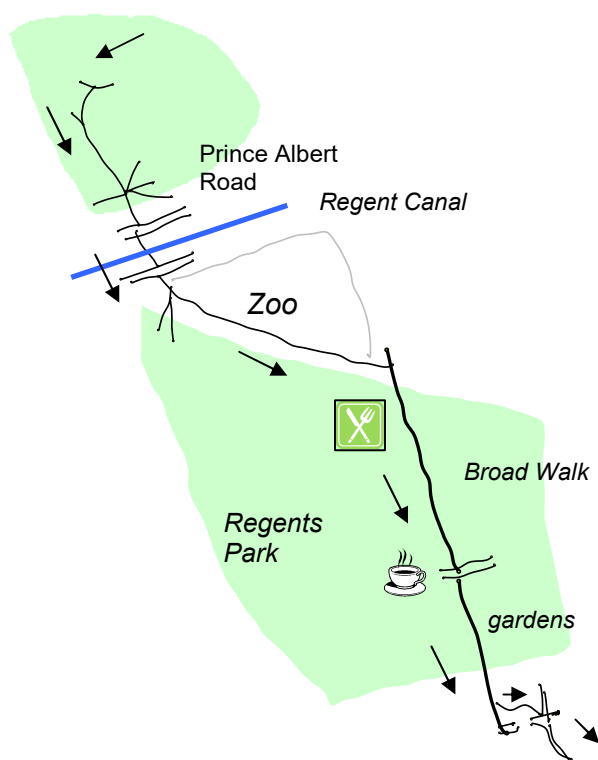 Prince Albert
Road
Regent Canal
Zoo
Broad Walk
Regents
Park
gardens